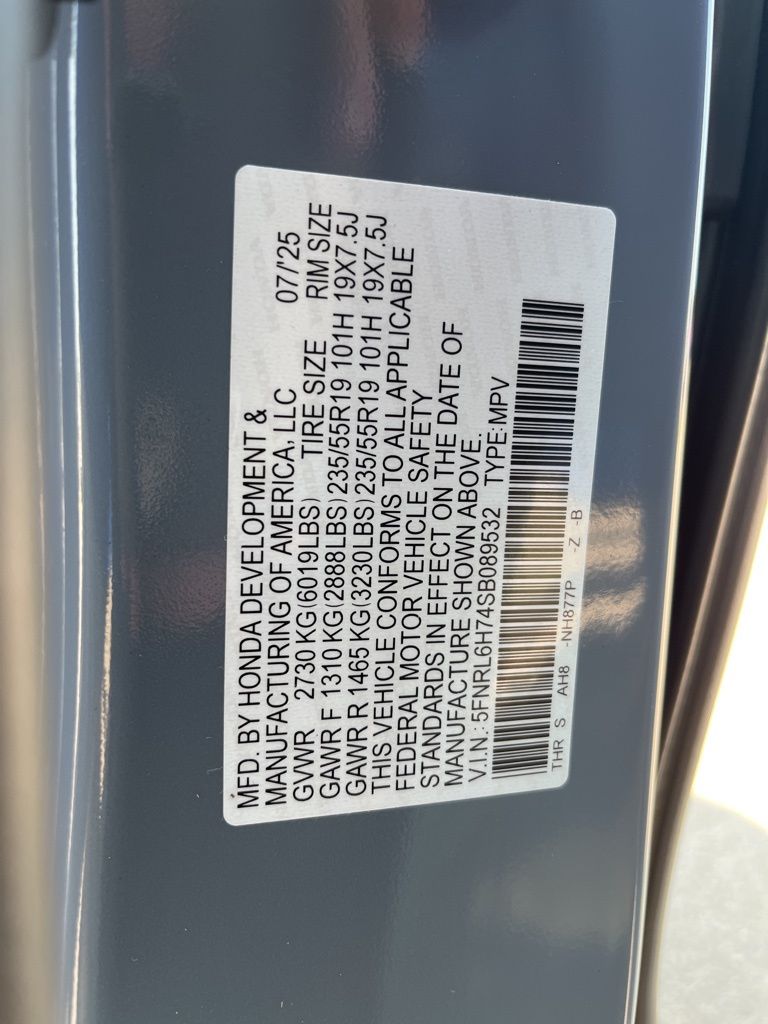 MFD. BY HONDA DEVELOPMENT &
MANUFACTURING OF AMERICA, LLC 07/'25
GVWR 2730 KG(6019LBS) TIRE SIZE RIM SIZE
GAWR F 1310 KG(2888LBS) 235/55R19 101H 19X7.5J
GAWR R 1465 KG(3230LBS) 235/55R19 101H 19X7.5J
THIS VEHICLE CONFORMS TO ALL APPLICABLE
FEDERAL MOTOR VEHICLE SAFETY
STANDARDS IN EFFECT ON THE DATE OF
MANUFACTURE SHOWN ABOVE.
V.I.N.: 5FNRL6H74SB089532 TYPE: MPV
THR S AH8 -NH877P -Z -B